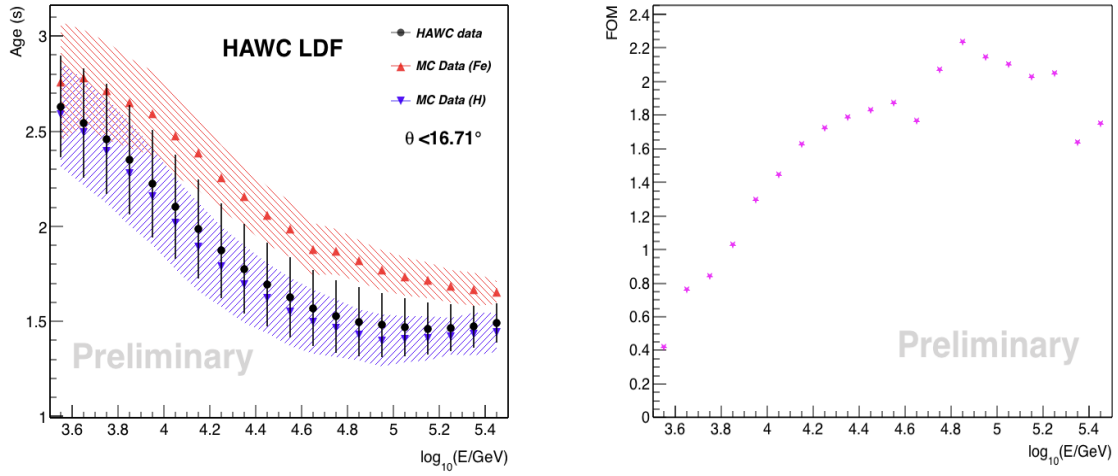 Age (s)
3
2.5
2
1.5
1
HAWC LDF
HAWC data
MC Data (Fe)
MC Data (H)
θ <16.71°
Preliminary
3.6 3.8 4 4.2 4.4 4.6 4.8 5 5.2 5.4
log10(E/GeV)
FOM
2.4
2.2
2
1.8
1.6
1.4
1.2
1
0.8
0.6
0.4
0.2
0
Preliminary
3.6 3.8 4 4.2 4.4 4.6 4.8 5 5.2 5.4
log10(E/GeV)